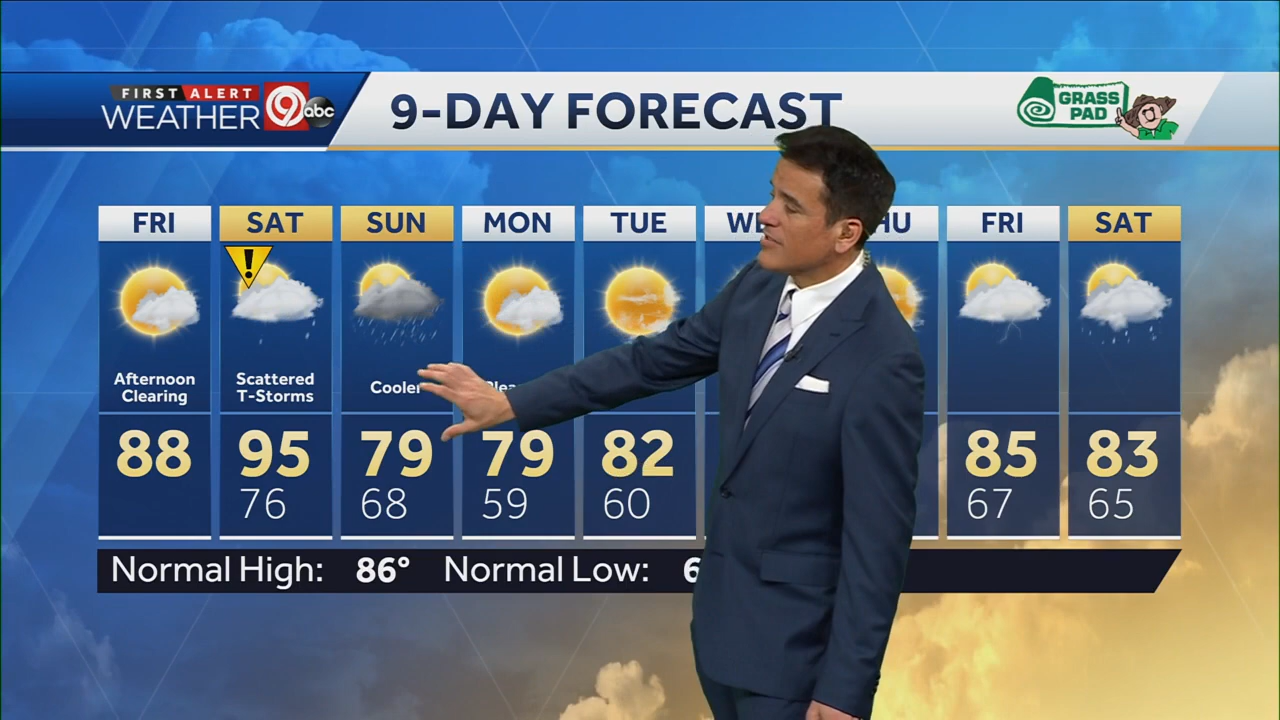 FIRST ALERT
WEATHER 9 abc
9-DAY FORECAST
GRASS
PAD
FRI
SAT
SUN
MON
TUE
FRI
SAT
!
Afternoon
Clearing
Scattered
T-Storms
Cooler
88
95
79
79
82
85
83
76
68
59
60
67
65
Normal High: 86° Normal Low: